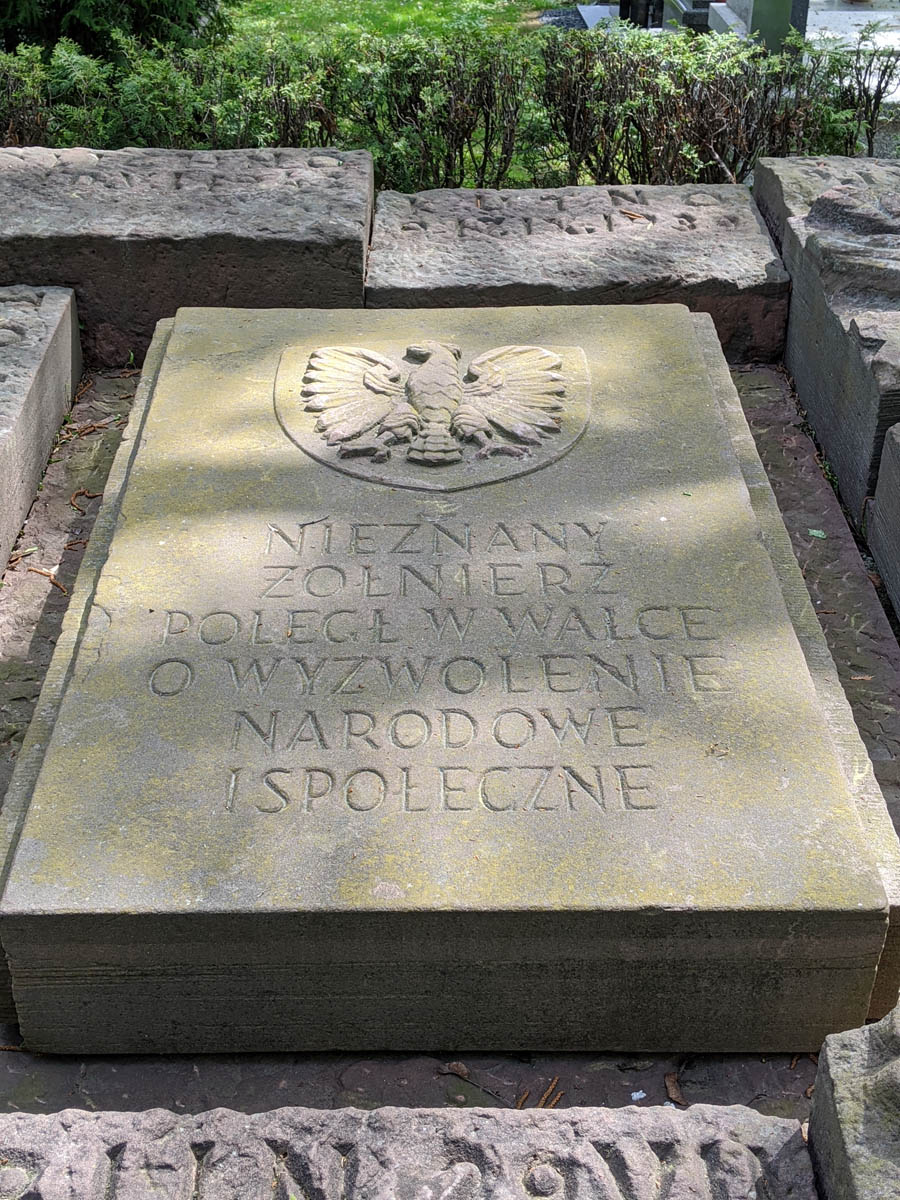 NIEZNANY
ŻOŁNIERZ
POLEGŁ W WALCE
O WYZWOLENIE
NARODOWE
I SPOŁECZNE